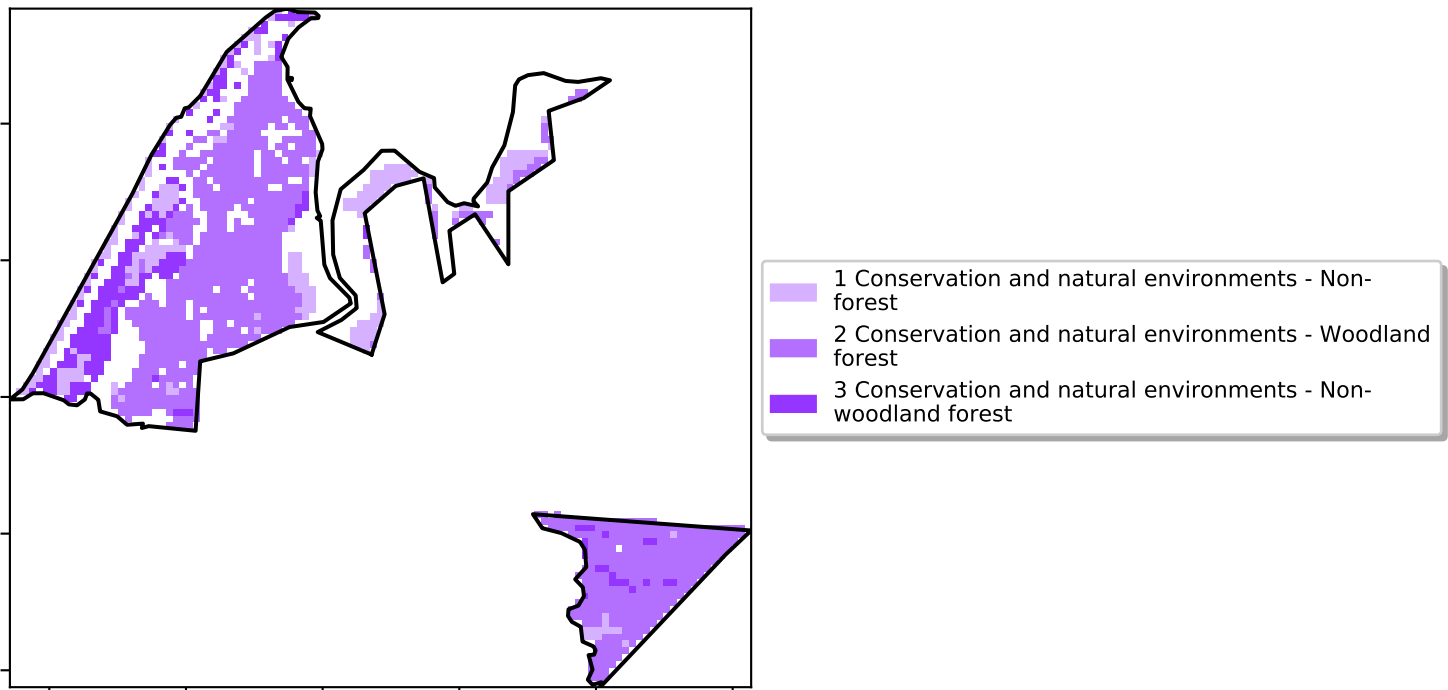 1 Conservation and natural environments - Non-
forest
2 Conservation and natural environments - Woodland
forest
3 Conservation and natural environments - Non-
woodland forest